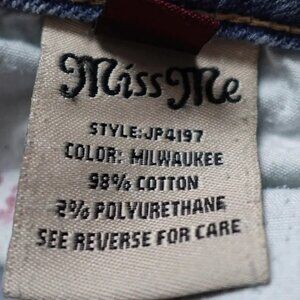 Miss Me
STYLE:JP4197
COLOR: MILWAUKEE
98% COTTON
2% POLYURETHANE
SEE REVERSE FOR CARE